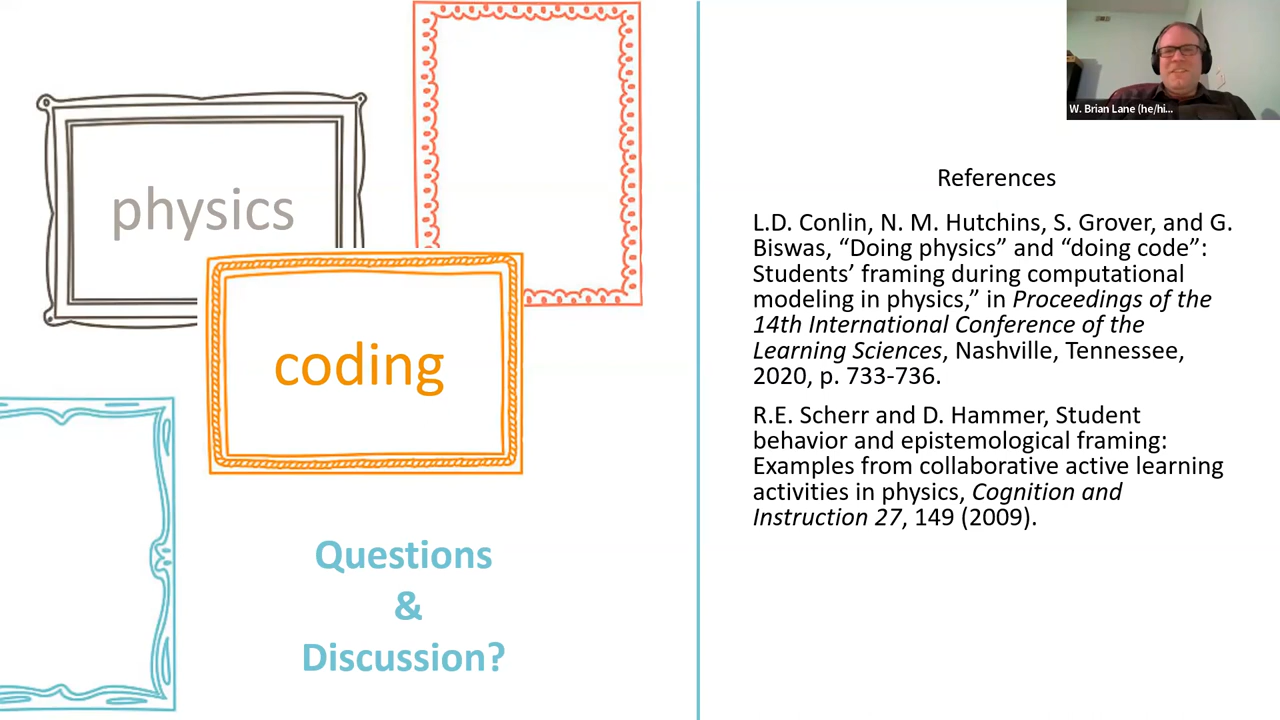 physics
coding
Questions
&
Discussion?
W. Brian Lane (he/hi...
References
L.D. Conlin, N. M. Hutchins, S. Grover, and G.
Biswas, “Doing physics” and “doing code”:
Students’ framing during computational
modeling in physics,” in Proceedings of the
14th International Conference of the
Learning Sciences, Nashville, Tennessee,
2020, p. 733-736.
R.E. Scherr and D. Hammer, Student
behavior and epistemological framing:
Examples from collaborative active learning
activities in physics, Cognition and
Instruction 27, 149 (2009).